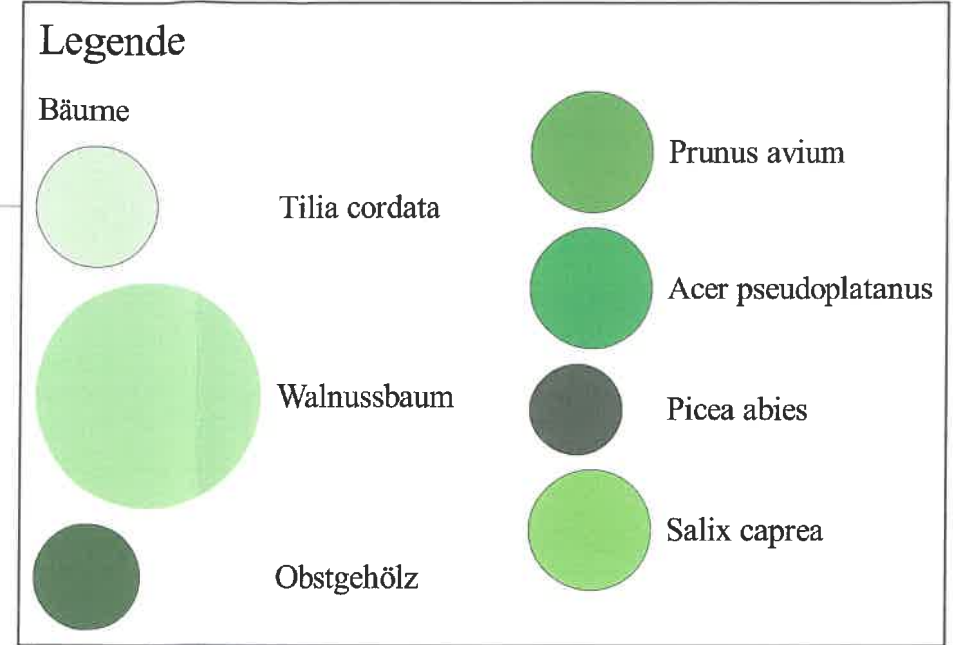 Legende
Bäume
Tilia cordata
Walnussbaum
Obstgehölz
Prunus avium
Acer pseudoplatanus
Picea abies
Salix caprea